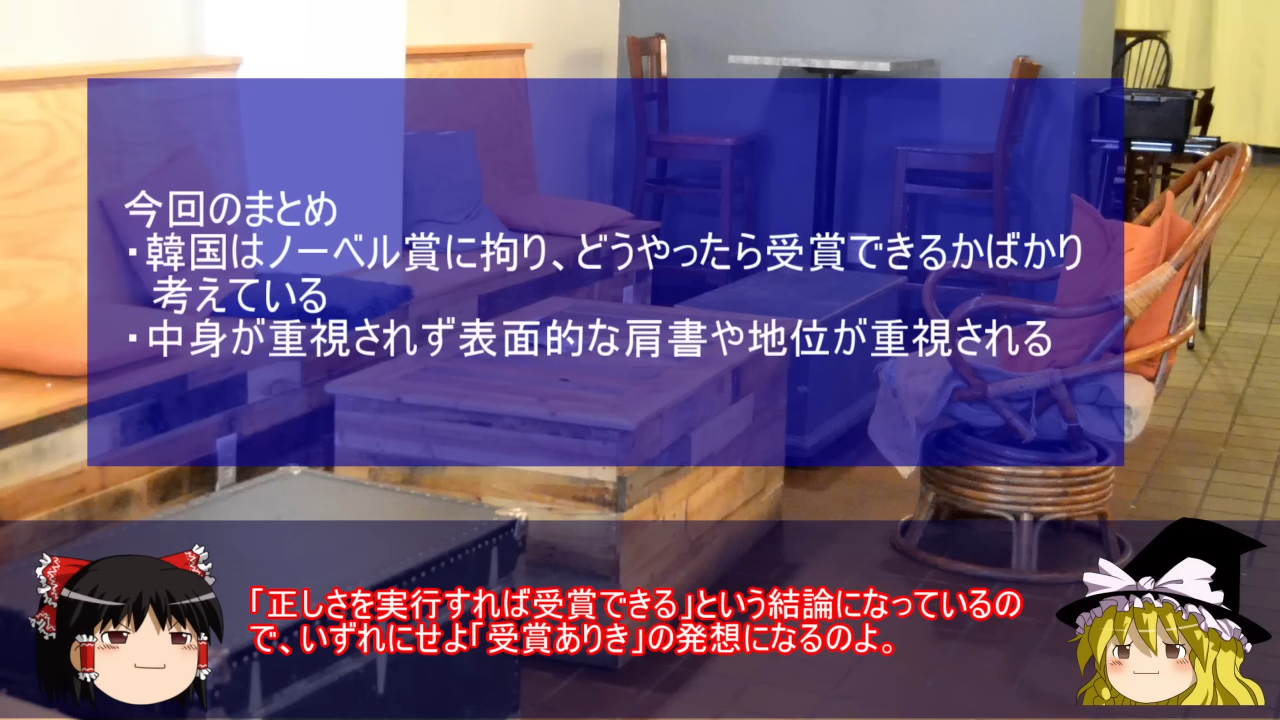 今回のまとめ
・韓国はノーベル賞に拘り、どうやったら受賞できるかばかり
考えている
・中身が重視されず表面的な肩書や地位が重視される
「正しさを実行すれば受賞できる」という結論になっているの
で、いずれにせよ「受賞ありき」の発想になるのよ。